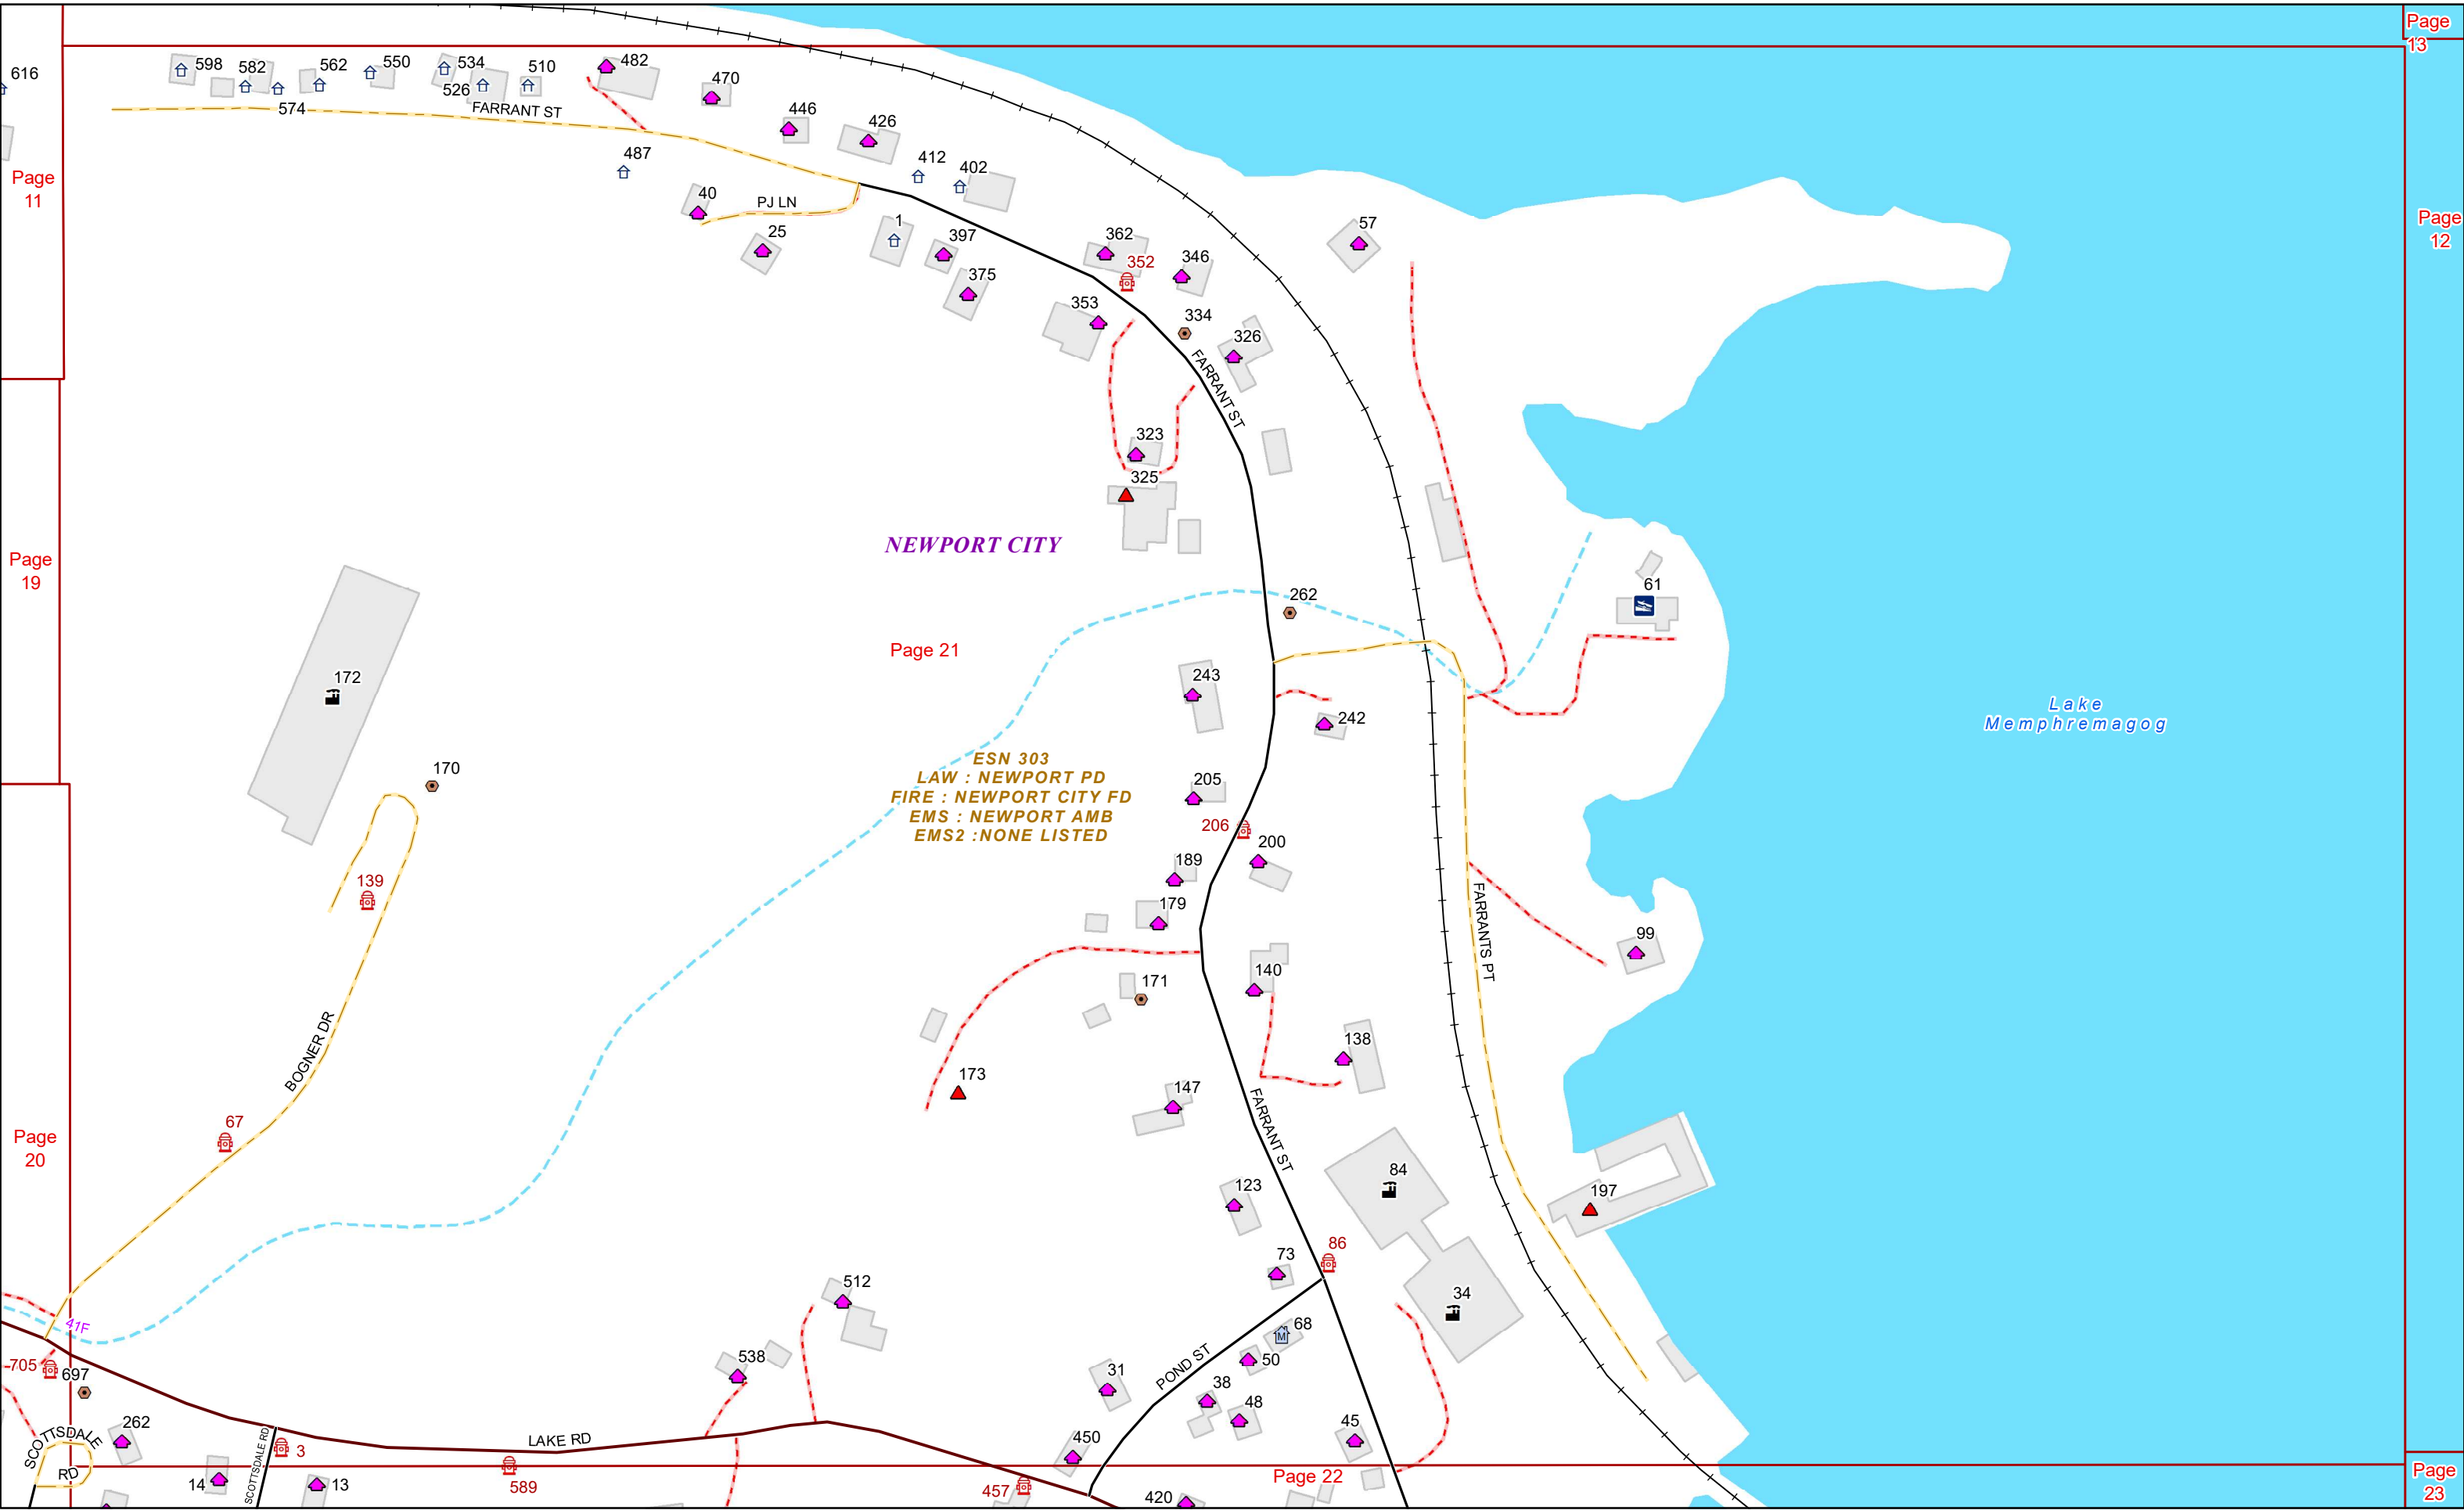 Page
13
616
598
582
562
550
534
526
510
482
470
574
FARRANT ST
446
426
487
412
402
Page
11
40
PJ LN
1
25
397
375
362
352
346
57
Page
12
353
334
326
FARRANT ST
323
325
NEWPORT CITY
Page
19
262
61
Page 21
172
243
242
Lake
Memphremagog
170
ESN 303
LAW : NEWPORT PD
FIRE : NEWPORT CITY FD
EMS : NEWPORT AMB
EMS2 :NONE LISTED
205
206
200
139
189
179
FARRANTS PT
99
171
140
BOGNER DR
138
173
147
67
FARRANT ST
Page
20
84
123
197
86
73
512
34
41F
68
705
697
538
50
POND ST
31
38
48
262
45
SCOTTSDALE
RD
SCOTTSDALE RD
3
LAKE RD
450
14
13
589
457
420
Page 22
Page
23